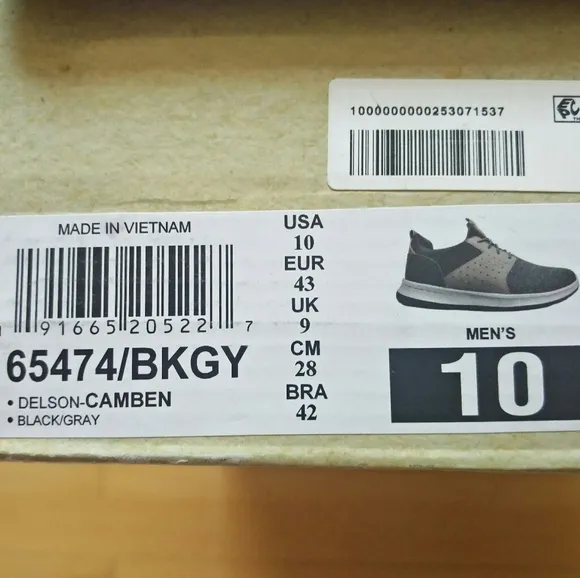 1000000000253071537
MADE IN VIETNAM
91665 20522 7
65474/BKGY
• DELSON-CAMBEN
• BLACK/GRAY
USA
10
EUR
43
UK
9
CM
28
BRA
42
MEN'S
10